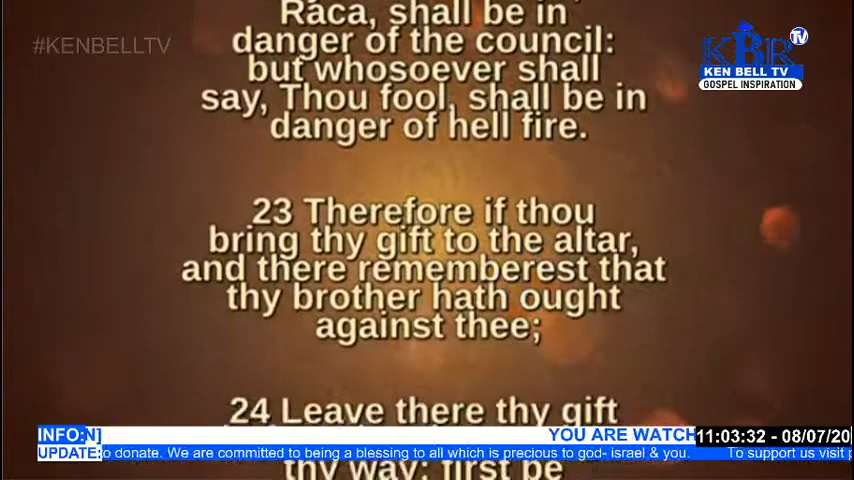 Raca, shall be in
#KENBELLTV
danger of the council:
KBR TV
but whosoever shall
KEN BELL TV
GOSPEL INSPIRATION
say, Thou fool, shall be in
danger of hell fire.
23 Therefore if thou
bring thy gift to the altar,
and there rememberest that
thy brother hath ought
against thee;
24 Leave there thy gift
INFO:N]
YOU ARE WATCH
11:03:32 - 08/07/20
UPDATE:o donate. We are committed to being a blessing to all which is precious to god- israel & you.
To support us visit p
thy way; first be